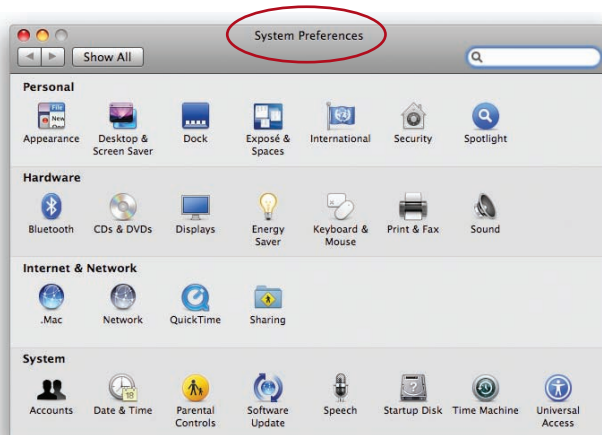 System Preferences
Show All
Personal
Appearance Desktop & Screen Saver Dock Exposé & Spaces International Security Spotlight
Hardware
Bluetooth CDs & DVDs Displays Energy Saver Keyboard & Mouse Print & Fax Sound
Internet & Network
.Mac Network QuickTime Sharing
System
Accounts Date & Time Parental Controls Software Update Speech Startup Disk Time Machine Universal Access